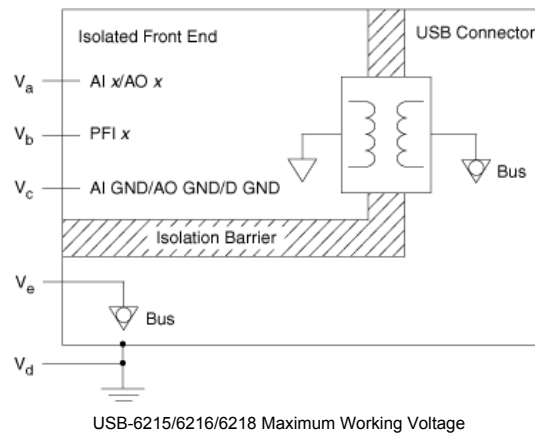 Isolated Front End
USB Connector
Va
AI x/AO x
Vb
PFI x
Vc
AI GND/AO GND/D GND
Bus
Isolation Barrier
Ve
Bus
Vd
USB-6215/6216/6218 Maximum Working Voltage